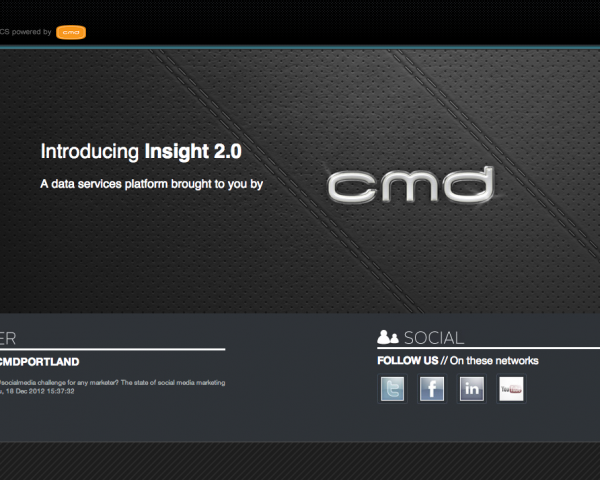 CS powered by cmd
Introducing Insight 2.0
A data services platform brought to you by
cmd
ER
CMDPORTLAND
#socialmedia challenge for any marketer? The state of social media marketing
, 18 Dec 2012 15:37:32
SOCIAL
FOLLOW US // On these networks
t f in YouTube